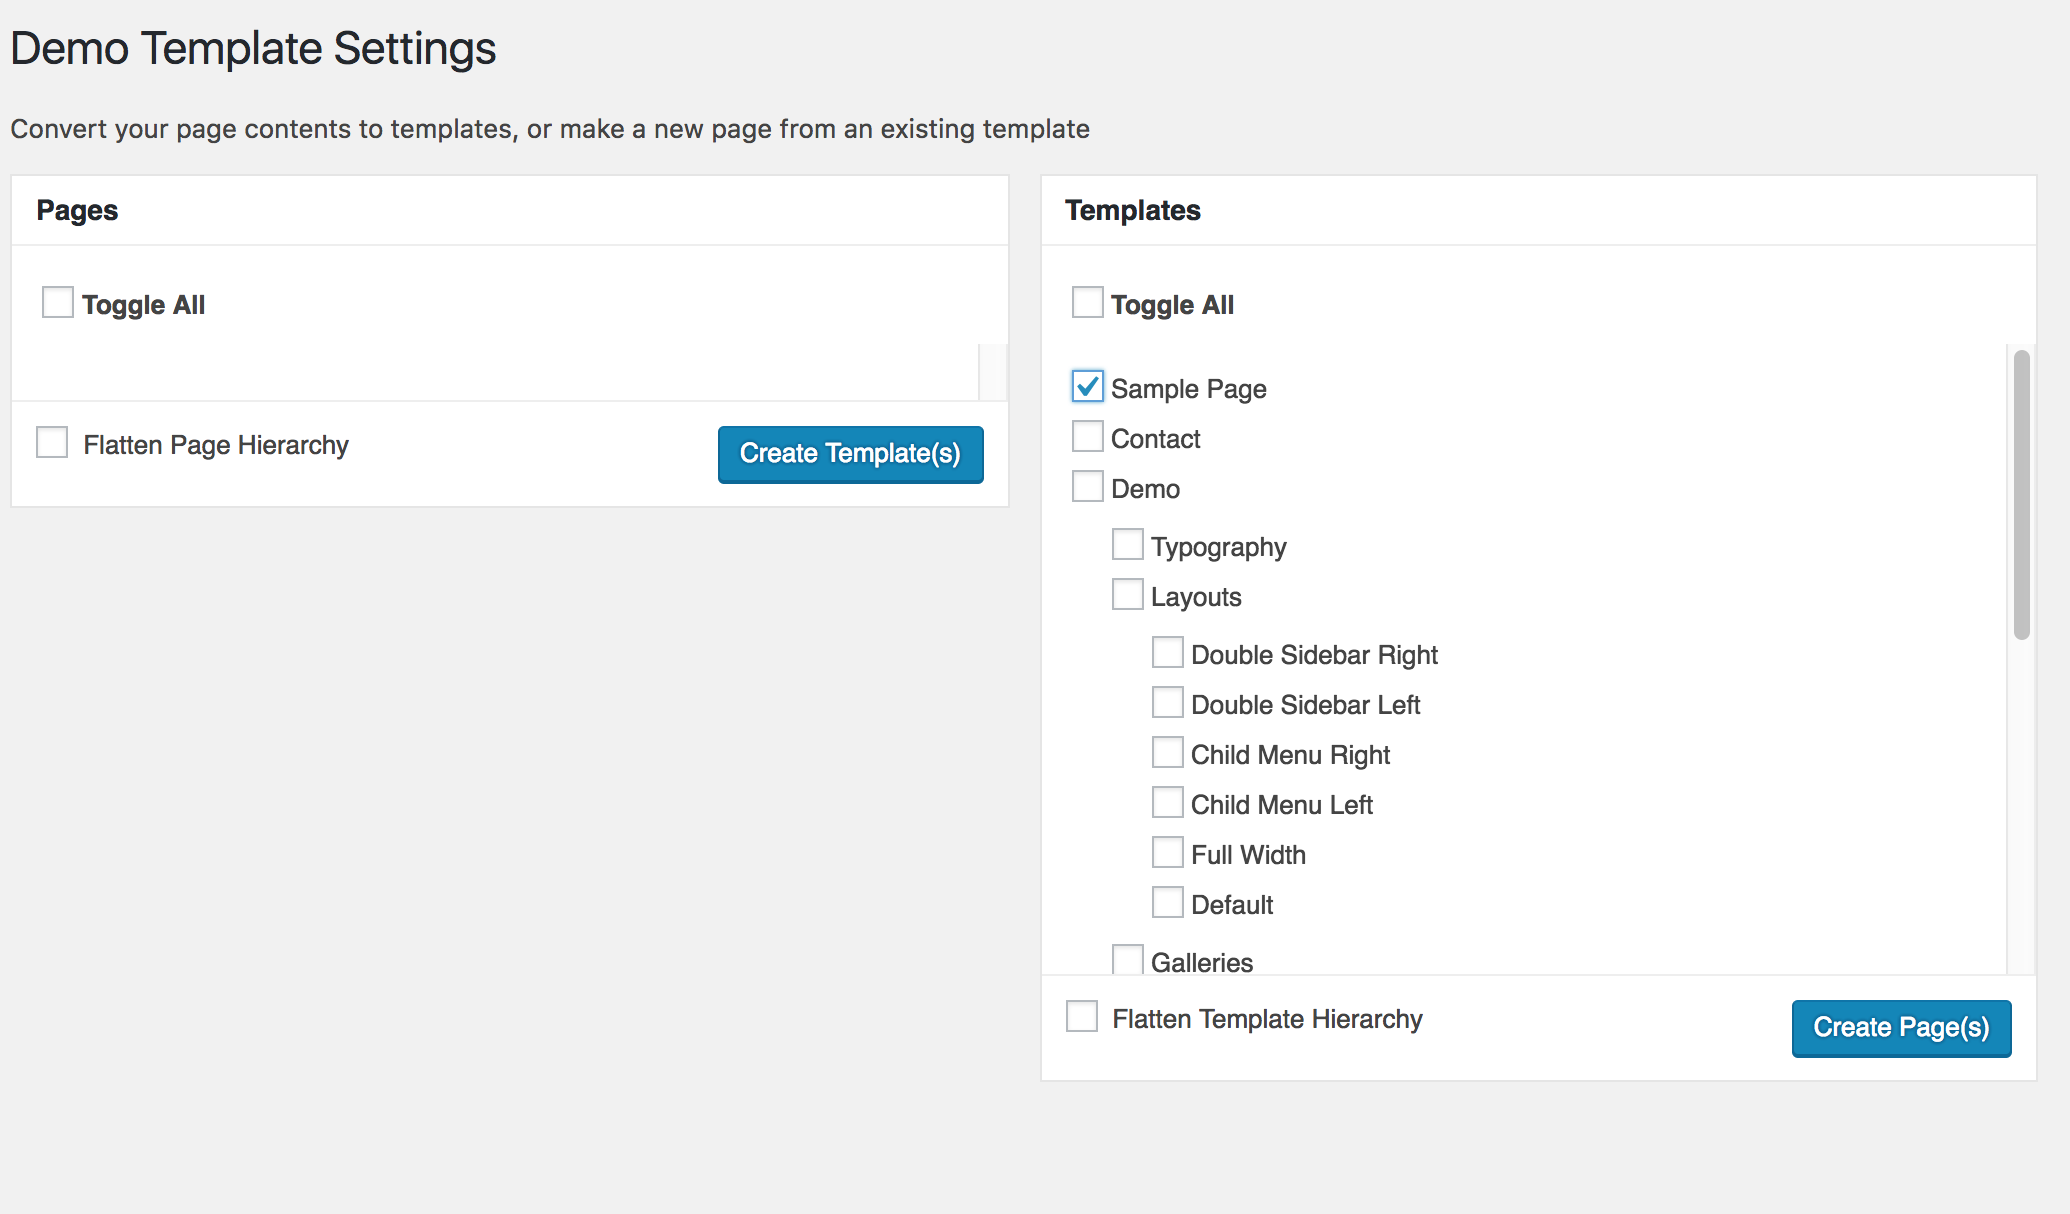 Demo Template Settings
Convert your page contents to templates, or make a new page from an existing template
Pages
Toggle All
Flatten Page Hierarchy
Create Template(s)
Templates
Toggle All
Sample Page
Contact
Demo
Typography
Layouts
Double Sidebar Right
Double Sidebar Left
Child Menu Right
Child Menu Left
Full Width
Default
Galleries
Flatten Template Hierarchy
Create Page(s)